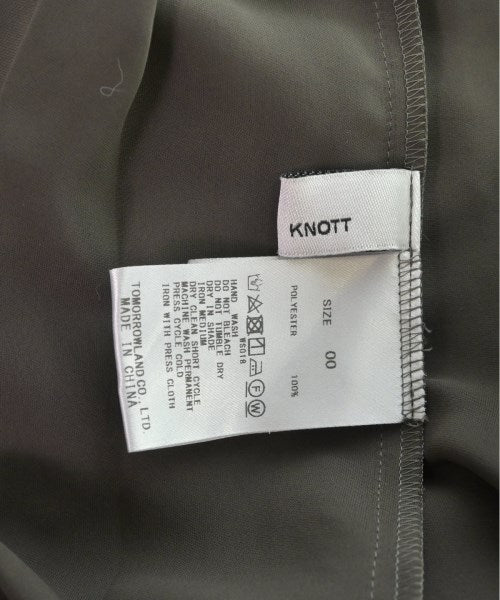 KNOTT
SIZE 00
POLYESTER 100%
WS018
HAND WASH
DO NOT BLEACH
DO NOT TUMBLE DRY
DRY IN SHADE
IRON MEDIUM
DRY CLEAN SHORT CYCLE
MACHINE WASH PERMANENT
PRESS CYCLE COLD
IRON WITH PRESS CLOTH
TOMORROWLAND CO., LTD.
MADE IN CHINA